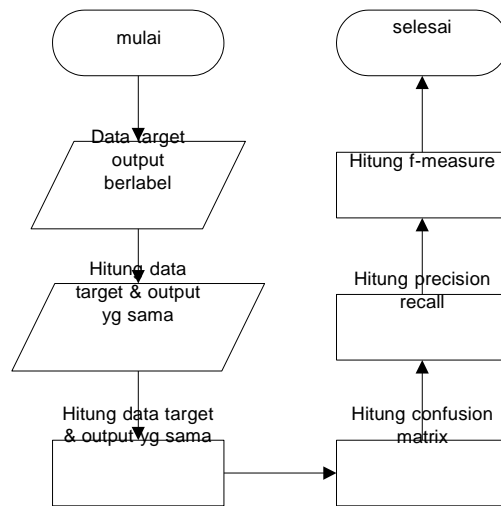 mulai
Data target
output
berlabel
Hitung data
target & output
yg sama
Hitung data target
& output yg sama
Hitung confusion
matrix
Hitung precision
recall
Hitung f-measure
selesai